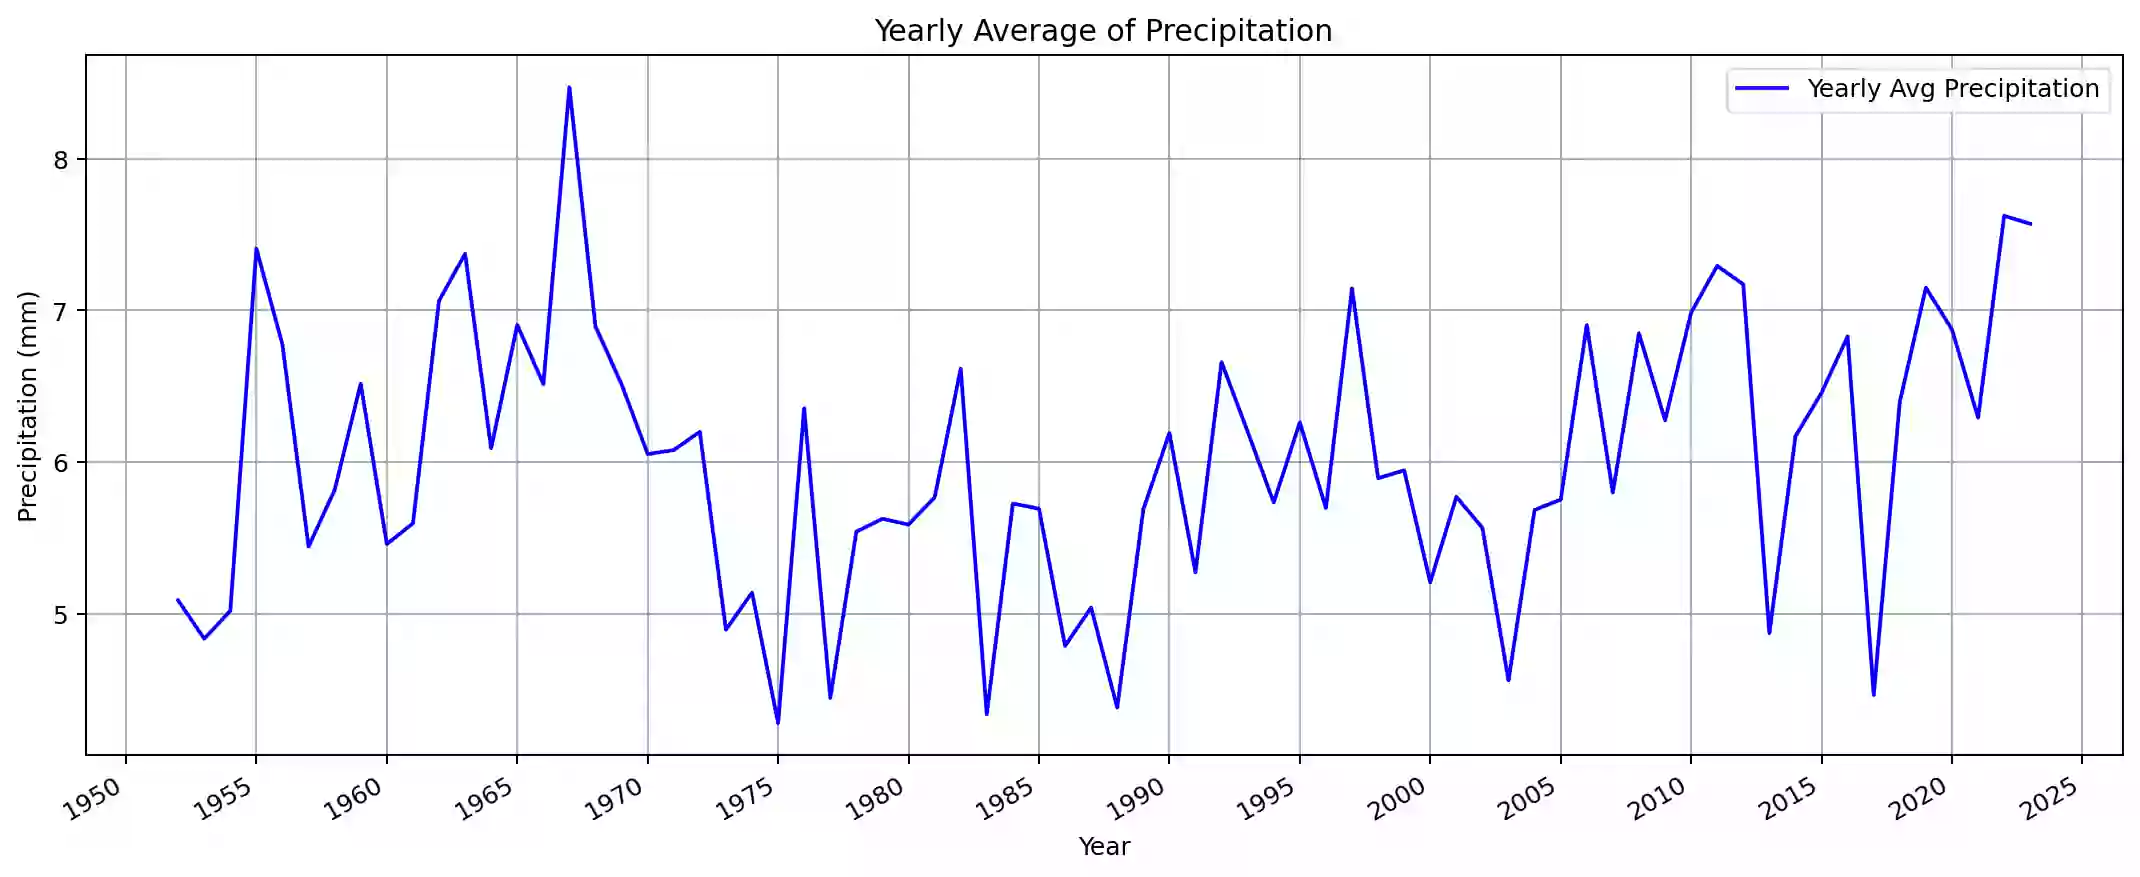 Yearly Average of Precipitation
Yearly Avg Precipitation
Precipitation (mm)
8
7
6
5
1950 1955 1960 1965 1970 1975 1980 1985 1990 1995 2000 2005 2010 2015 2020 2025
Year